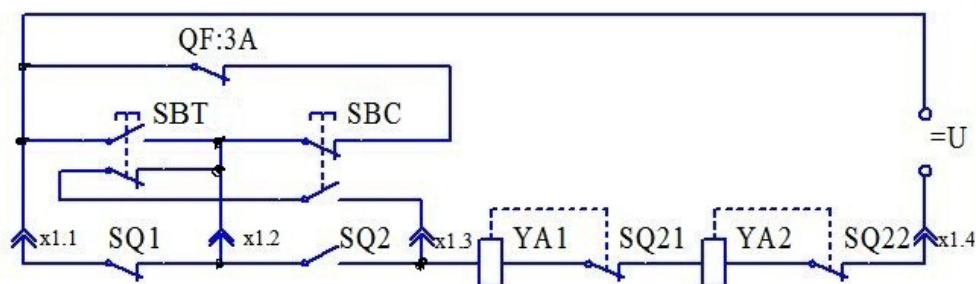 QF:3A
SBT SBC
=U
x1.1 SQ1 x1.2 SQ2 x1.3 YA1 SQ21 YA2 SQ22 x1.4